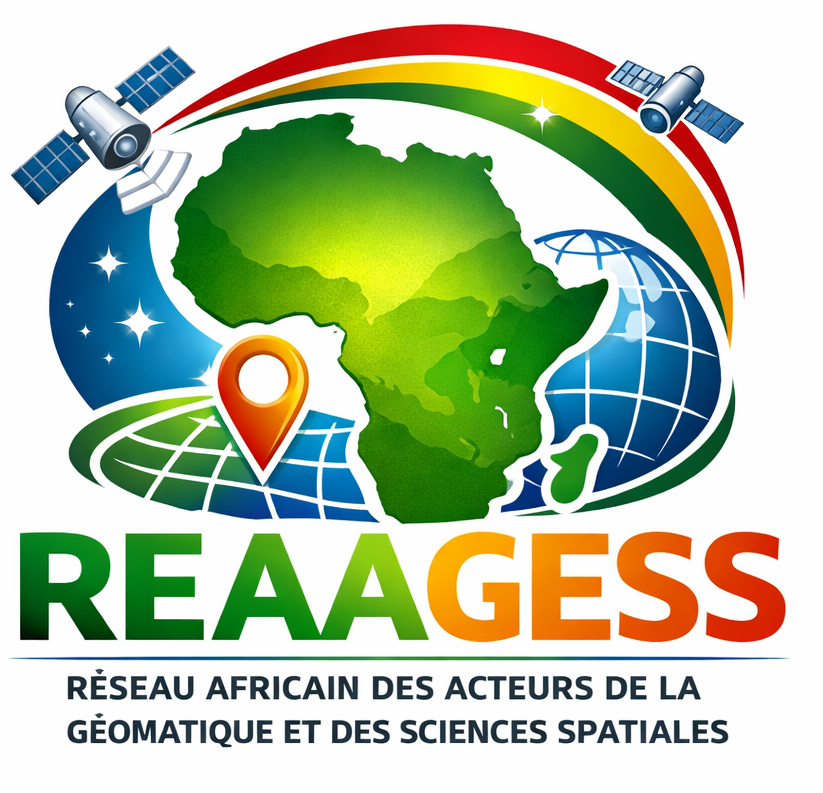 REAAGESS
RÉSEAU AFRICAIN DES ACTEURS DE LA
GÉOMATIQUE ET DES SCIENCES SPATIALES